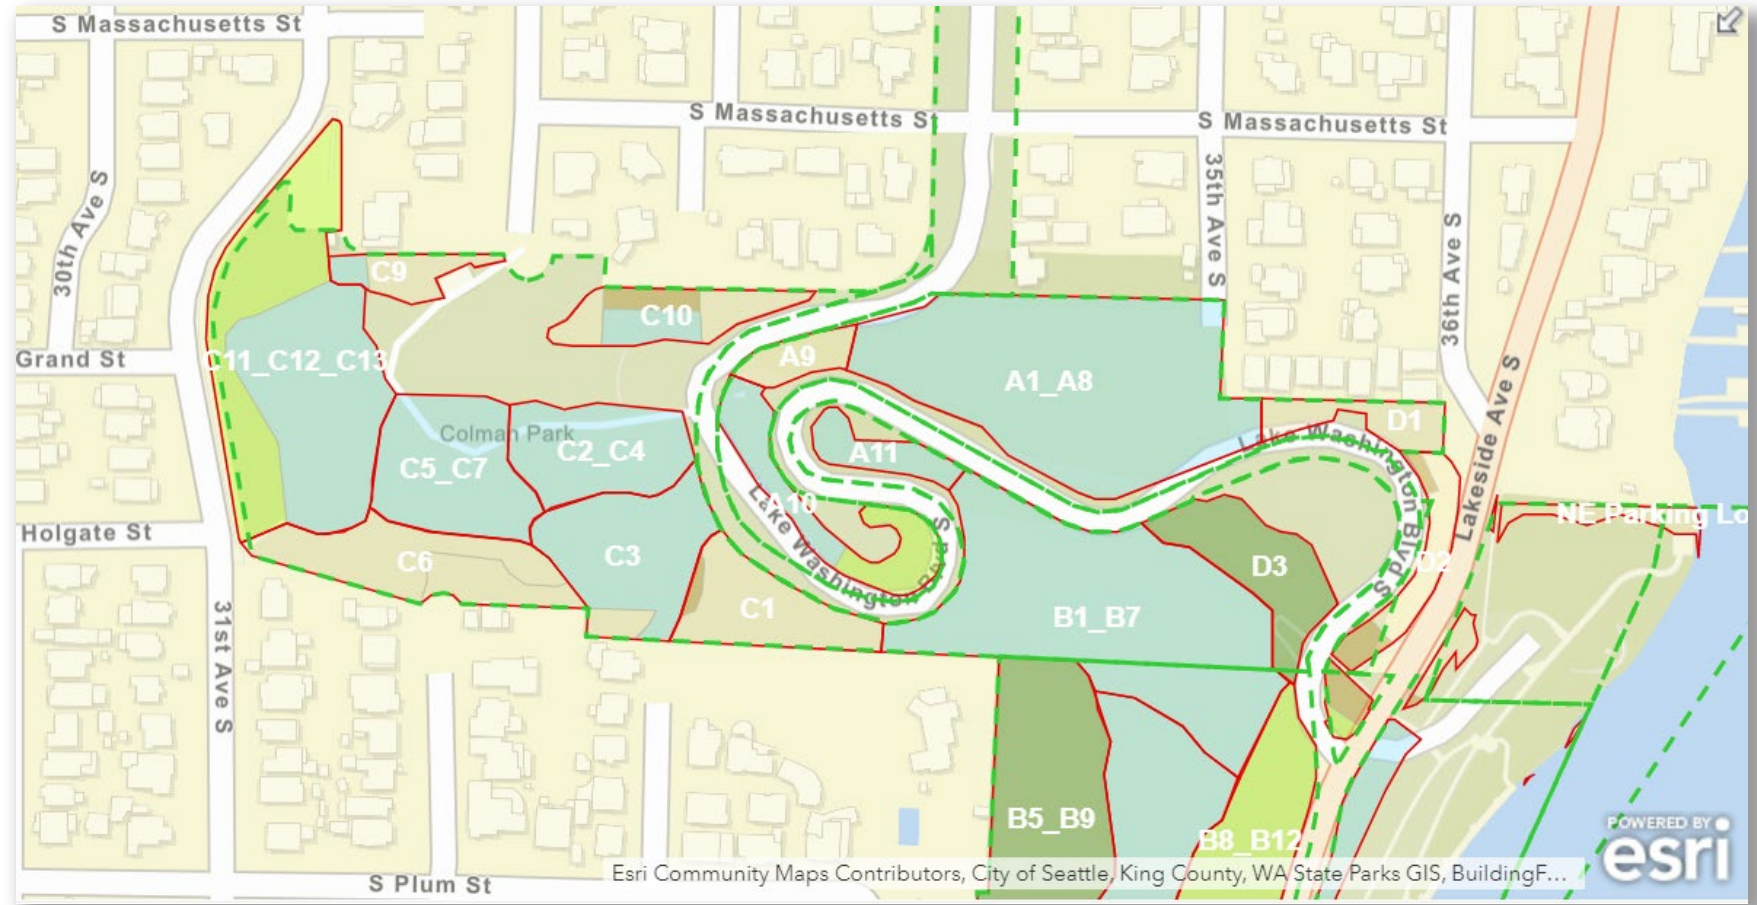 S Massachusetts St
S Massachusetts St
S Massachusetts St
30th Ave S
35th Ave S
36th Ave S
C9
C10
A9
A1_A8
Grand St
C11_C12_C13
D1
Lake Washington Blvd S
Lakeside Ave S
Colman Park
C5_C7
C2_C4
A11
A10
Lake Washington Blvd S
NE Parking Lo
Holgate St
C6
C3
D3
D2
C1
B1_B7
31st Ave S
B5_B9
B8_B12
S Plum St
Esri Community Maps Contributors, City of Seattle, King County, WA State Parks GIS, BuildingF...
POWERED BY
esri